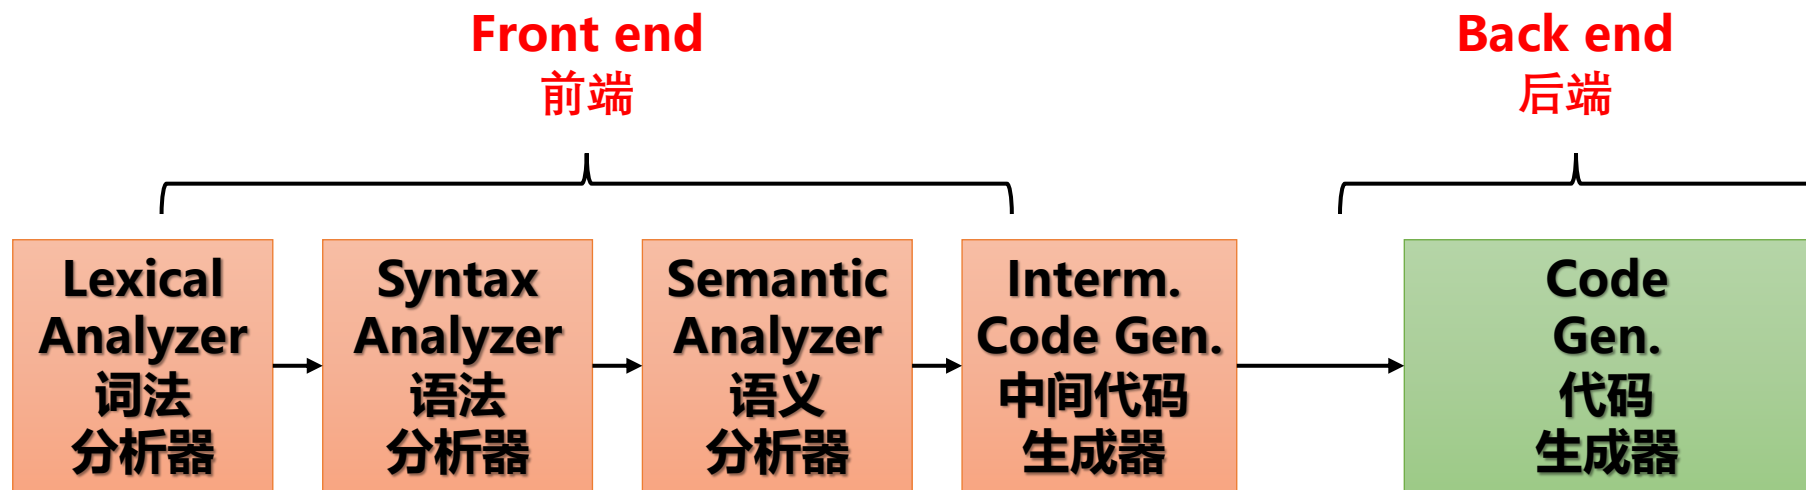 Front end
前端
Back end
后端
Lexical
Analyzer
词法
分析器
Syntax
Analyzer
语法
分析器
Semantic
Analyzer
语义
分析器
Interm.
Code Gen.
中间代码
生成器
Code
Gen.
代码
生成器